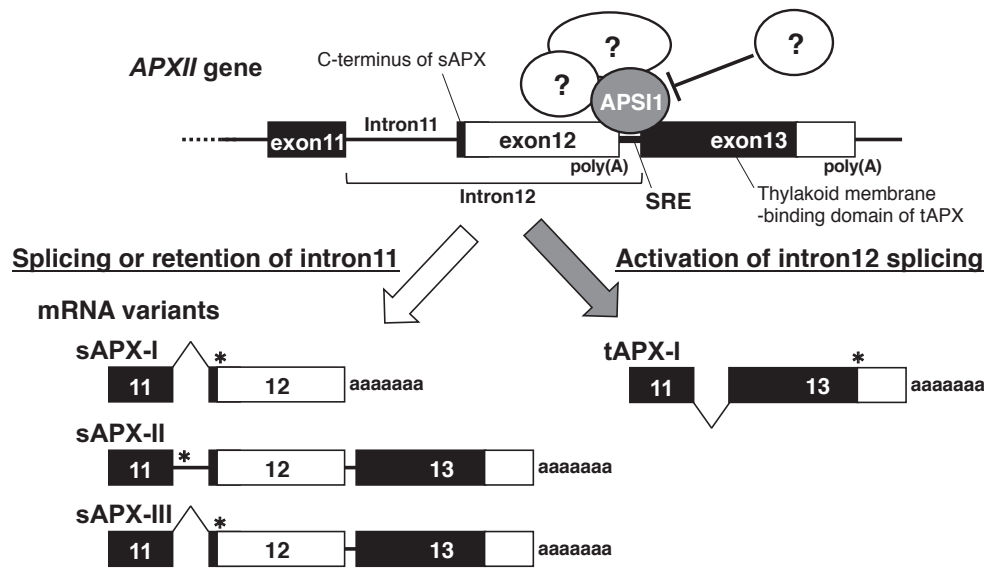 ?
?
?
APXII gene
C-terminus of sAPX
APSI1
Intron11
exon11
exon12
exon13
poly(A)
poly(A)
Intron12
SRE
Thylakoid membrane
-binding domain of tAPX
Splicing or retention of intron11
Activation of intron12 splicing
mRNA variants
sAPX-I
*
11
12
aaaaaaa
tAPX-I
*
11
13
aaaaaaa
sAPX-II
*
11
12
13
aaaaaaa
sAPX-III
*
11
12
13
aaaaaaa